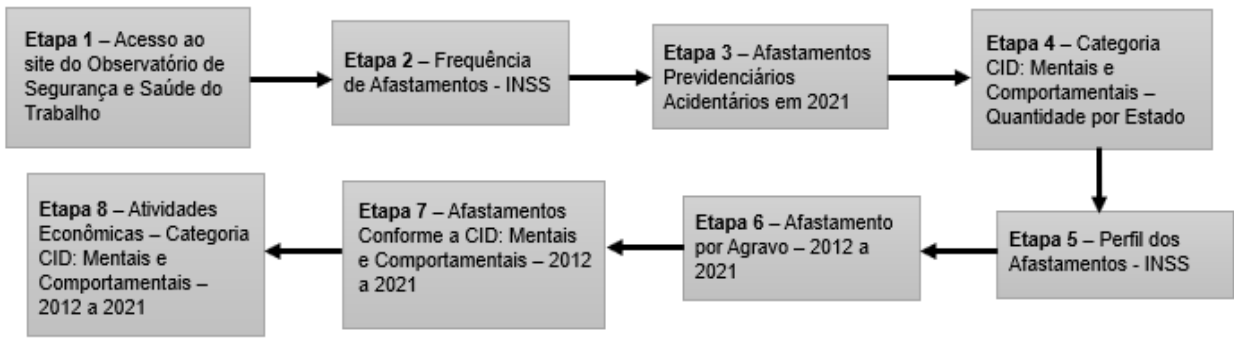 Etapa 1 – Acesso ao
site do Observatório de
Segurança e Saúde do
Trabalho
Etapa 2 – Frequência
de Afastamentos - INSS
Etapa 3 – Afastamentos
Previdenciários
Acidentários em 2021
Etapa 4 – Categoria
CID: Mentais e
Comportamentais –
Quantidade por Estado
Etapa 5 – Perfil dos
Afastamentos - INSS
Etapa 6 – Afastamento
por Agravo – 2012 a
2021
Etapa 7 – Afastamentos
Conforme a CID: Mentais
e Comportamentais – 2012
a 2021
Etapa 8 – Atividades
Econômicas – Categoria
CID: Mentais e
Comportamentais –
2012 a 2021